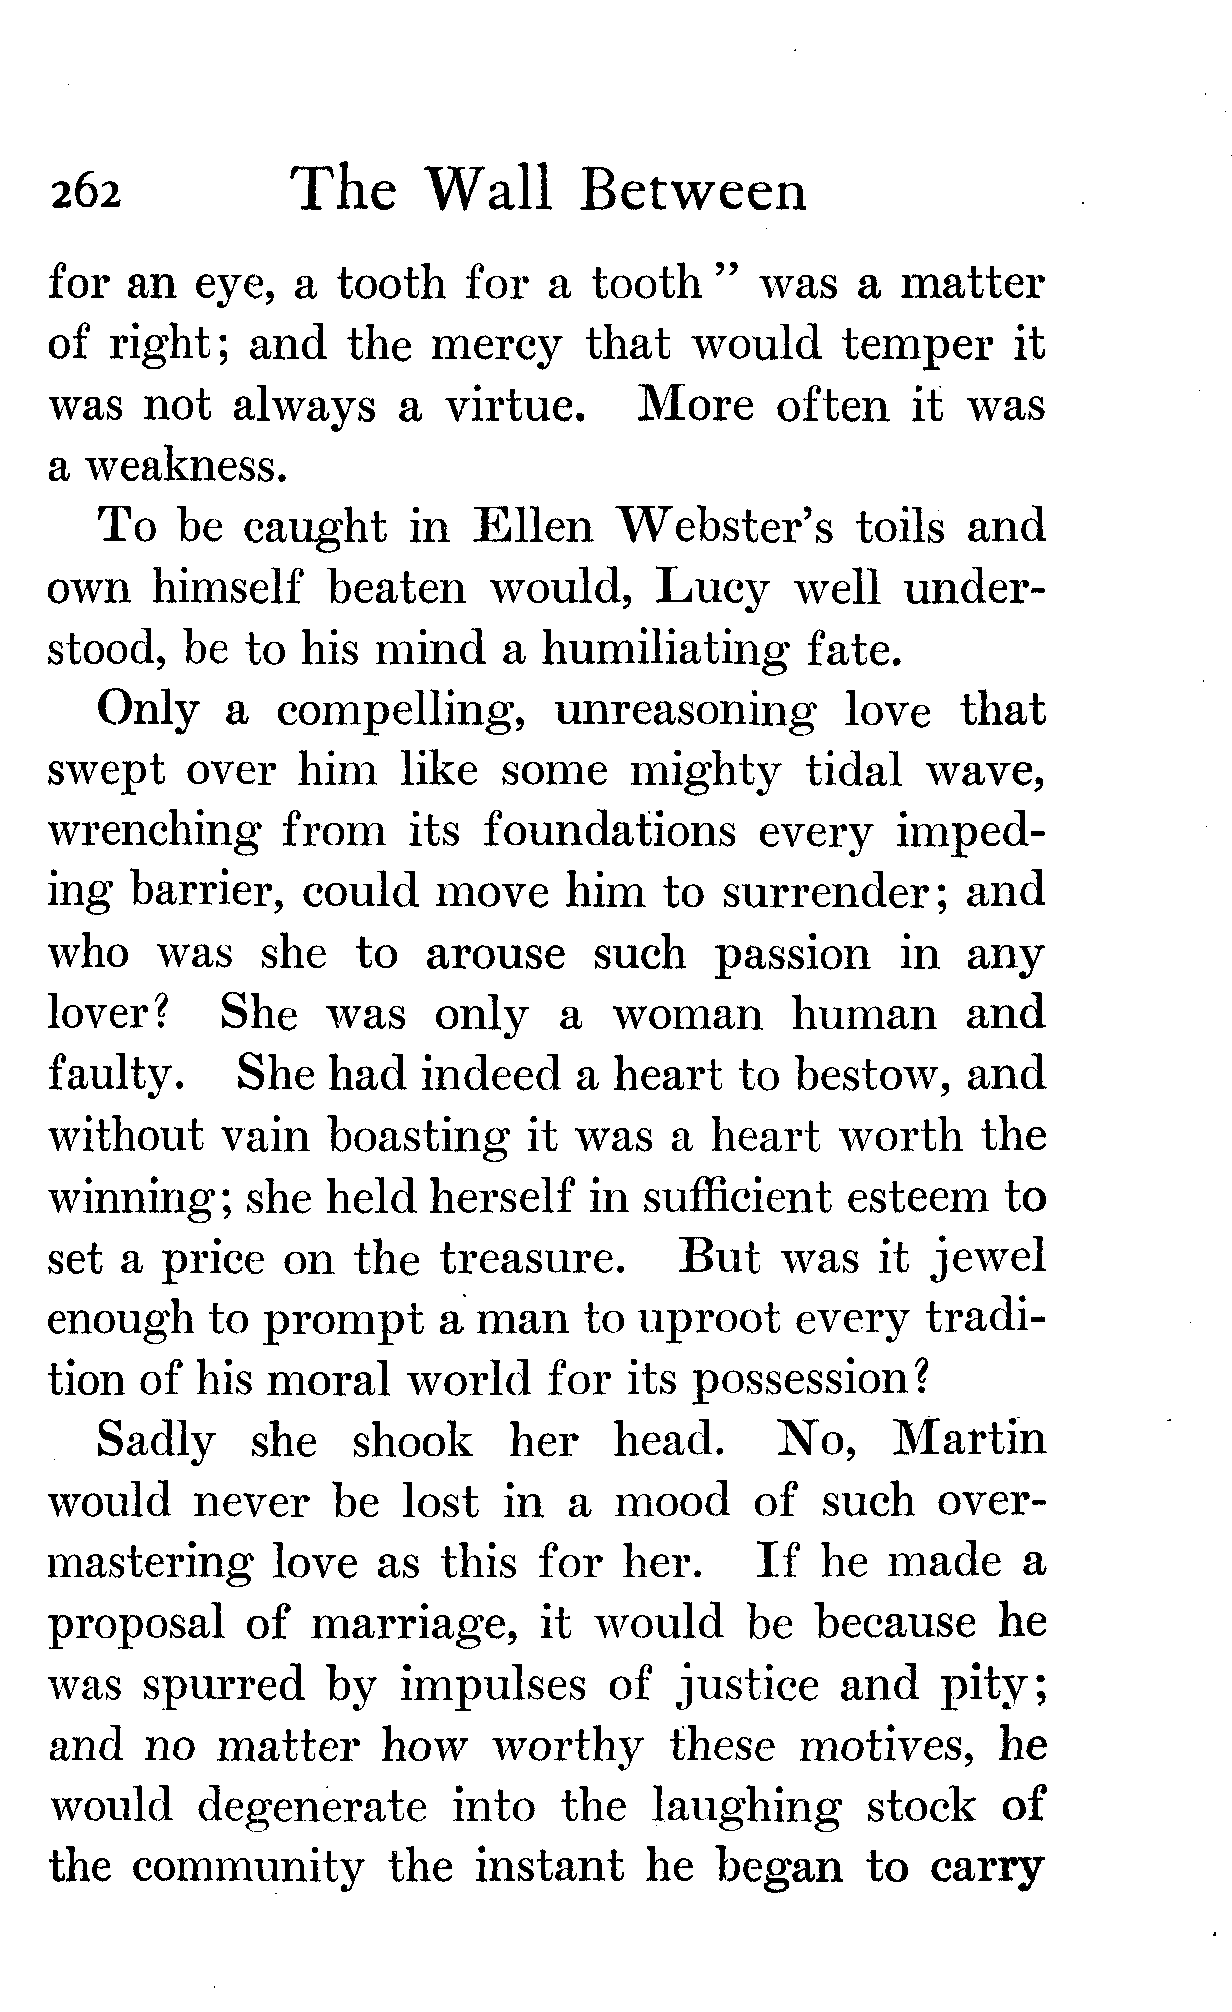 262 The Wall Between
for an eye, a tooth for a tooth" was a matter
of right; and the mercy that would temper it
was not always a virtue. More often it was
a weakness.
To be caught in Ellen Webster's toils and
own himself beaten would, Lucy well under-
stood, be to his mind a humiliating fate.
Only a compelling, unreasoning love that
swept over him like some mighty tidal wave,
wrenching from its foundations every imped-
ing barrier, could move him to surrender; and
who was she to arouse such passion in any
lover? She was only a woman human and
faulty. She had indeed a heart to bestow, and
without vain boasting it was a heart worth the
winning; she held herself in sufficient esteem to
set a price on the treasure. But was it jewel
enough to prompt a man to uproot every tradi-
tion of his moral world for its possession?
Sadly she shook her head. No, Martin
would never be lost in a mood of such over-
mastering love as this for her. If he made a
proposal of marriage, it would be because he
was spurred by impulses of justice and pity;
and no matter how worthy these motives, he
would degenerate into the laughing stock of
the community the instant he began to carry